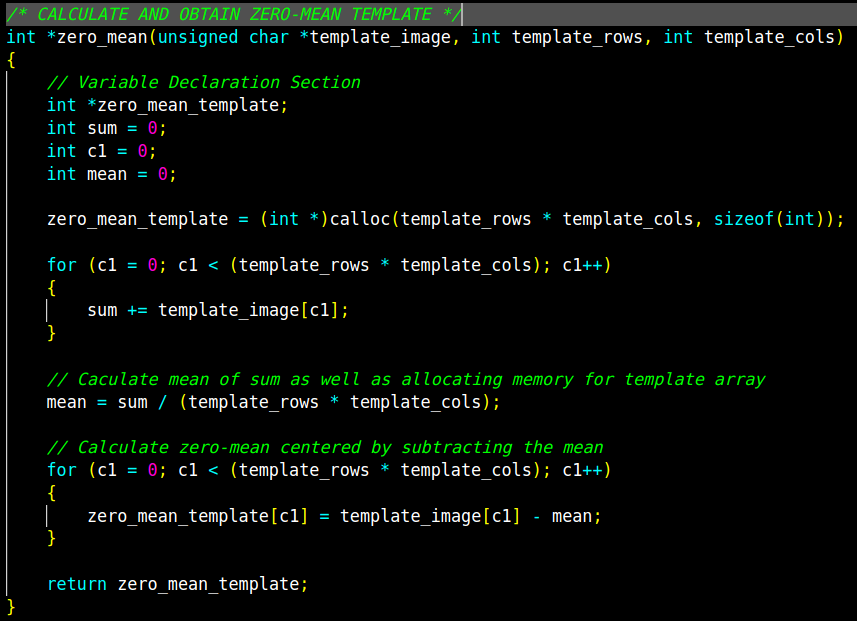 /* CALCULATE AND OBTAIN ZERO-MEAN TEMPLATE */
int *zero_mean(unsigned char *template_image, int template_rows, int template_cols)
{
    // Variable Declaration Section
    int *zero_mean_template;
    int sum = 0;
    int c1 = 0;
    int mean = 0;

    zero_mean_template = (int *)calloc(template_rows * template_cols, sizeof(int));

    for (c1 = 0; c1 < (template_rows * template_cols); c1++)
    {
        sum += template_image[c1];
    }

    // Caculate mean of sum as well as allocating memory for template array
    mean = sum / (template_rows * template_cols);

    // Calculate zero-mean centered by subtracting the mean
    for (c1 = 0; c1 < (template_rows * template_cols); c1++)
    {
        zero_mean_template[c1] = template_image[c1] - mean;
    }

    return zero_mean_template;
}